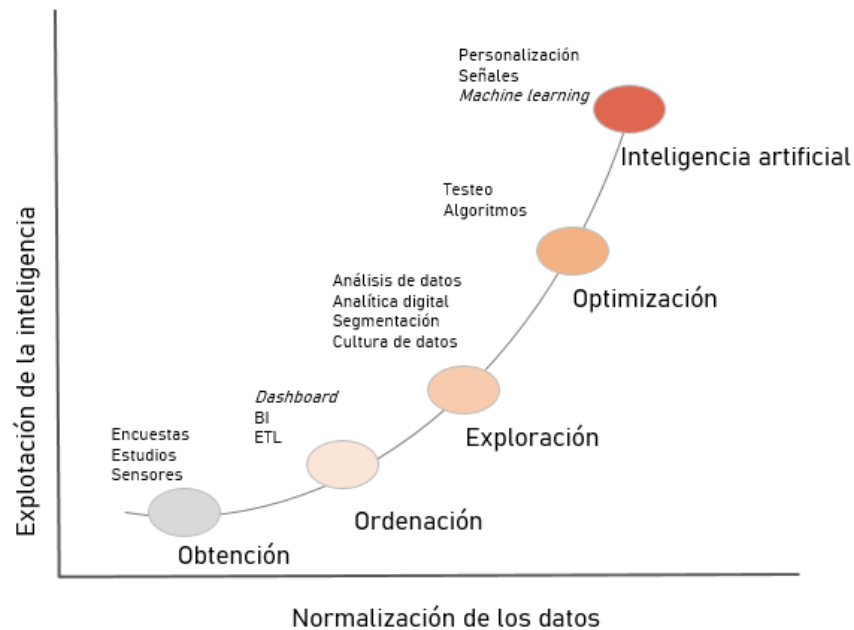 Personalización
Señales
Machine learning
Inteligencia artificial
Testeo
Algoritmos
Optimización
Análisis de datos
Analítica digital
Segmentación
Cultura de datos
Exploración
Dashboard
BI
ETL
Ordenación
Encuestas
Estudios
Sensores
Obtención
Explotación de la inteligencia
Normalización de los datos